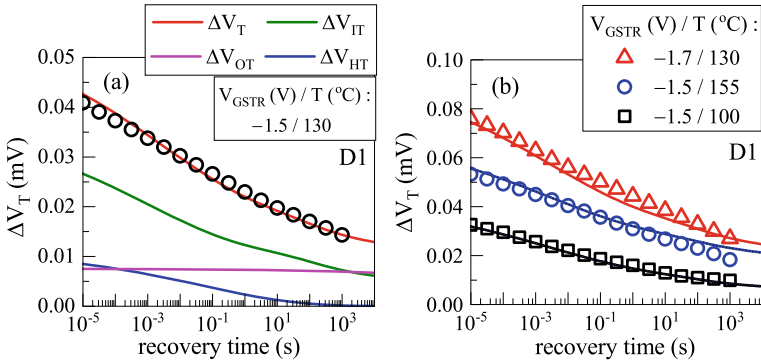 ΔV_T ΔV_IT
ΔV_OT ΔV_HT
(a)
V_GSTR (V) / T (°C) :
−1.5 / 130
D1
0.05
0.04
0.03
0.02
0.01
0.00
ΔV_T (mV)
10^-5 10^-3 10^-1 10^1 10^3
recovery time (s)
V_GSTR (V) / T (°C) :
−1.7 / 130
−1.5 / 155
−1.5 / 100
(b)
D1
0.10
0.08
0.06
0.04
0.02
0.00
ΔV_T (mV)
10^-5 10^-3 10^-1 10^1 10^3
recovery time (s)